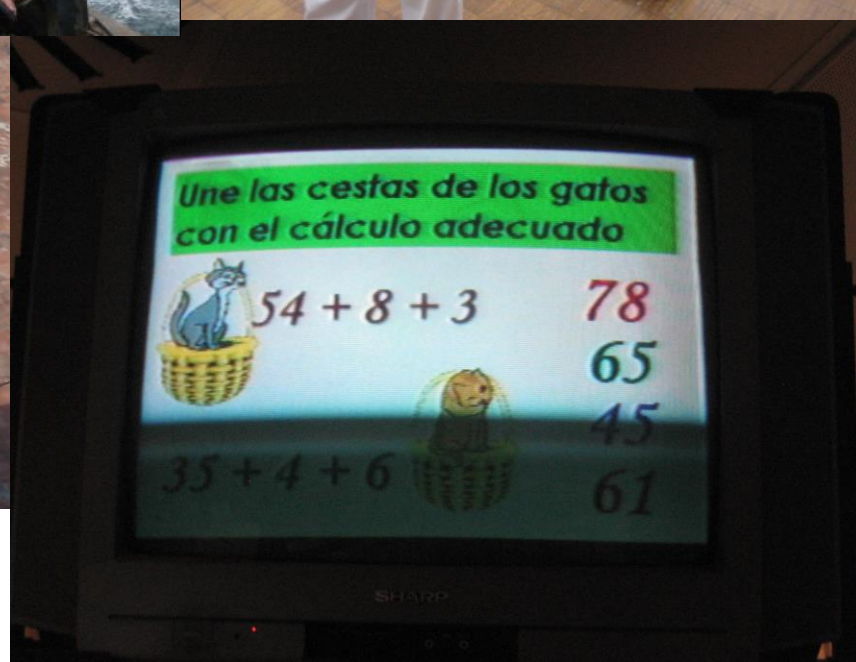 Une las cestas de los gatos
con el cálculo adecuado
54 + 8 + 3
78
65
45
35 + 4 + 6
61
SHARP